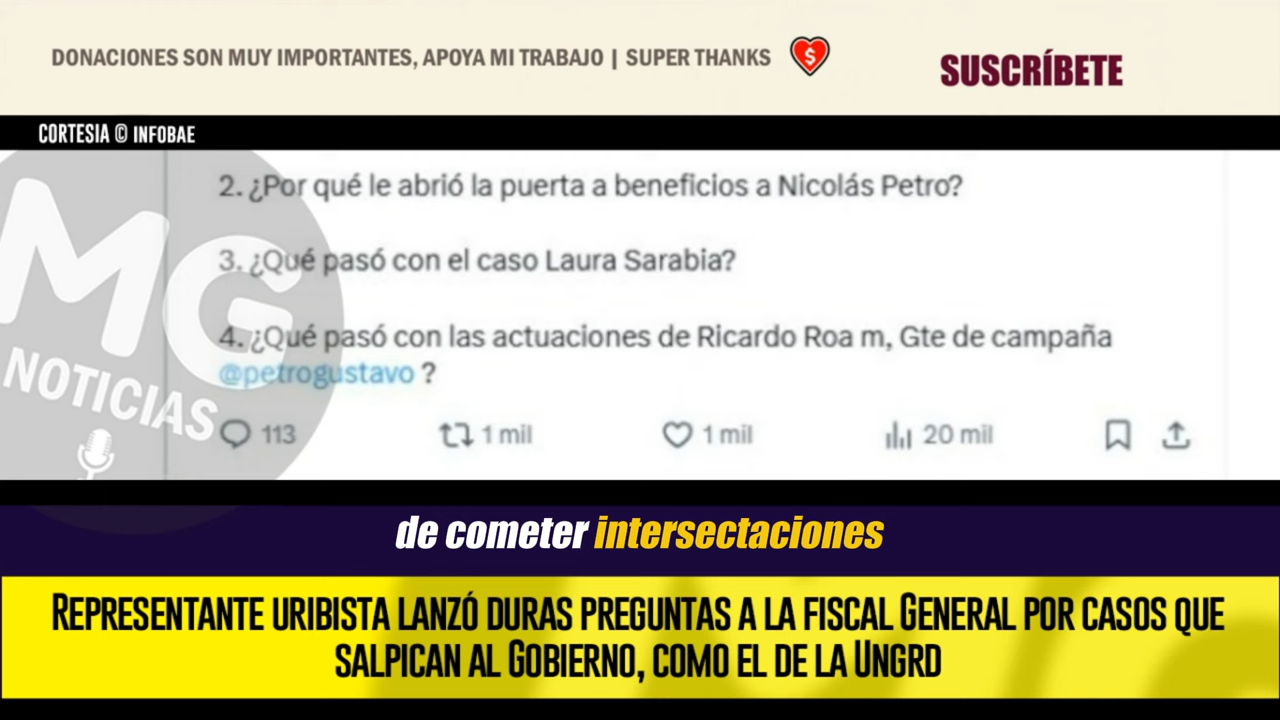 DONACIONES SON MUY IMPORTANTES, APOYA MI TRABAJO | SUPER THANKS
SUSCRÍBETE
CORTESIA © INFOBAE
MG
NOTICIAS
2. ¿Por qué le abrió la puerta a beneficios a Nicolás Petro?
3. ¿Qué pasó con el caso Laura Sarabia?
4. ¿Qué pasó con las actuaciones de Ricardo Roa m, Gte de campaña
@petrogustavo ?
113 1 mil 1 mil 20 mil
de cometer intersectaciones
REPRESENTANTE URIBISTA LANZÓ DURAS PREGUNTAS A LA FISCAL GENERAL POR CASOS QUE
SALPICAN AL GOBIERNO, COMO EL DE LA UNGRD